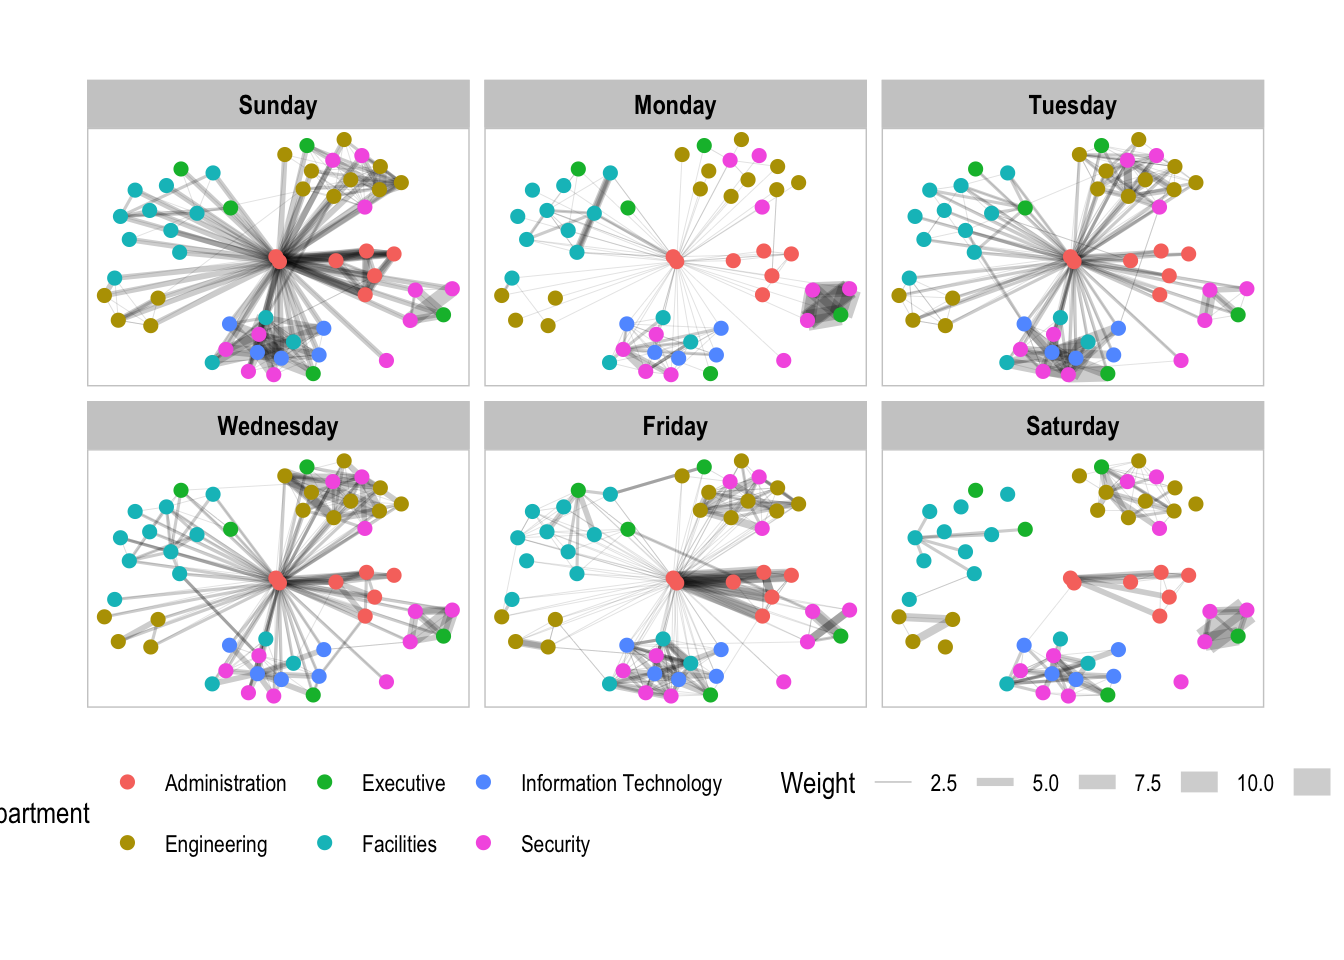 Sunday Monday Tuesday
Wednesday Friday Saturday
Administration Executive Information Technology Weight 2.5 5.0 7.5 10.0
partment
Engineering Facilities Security